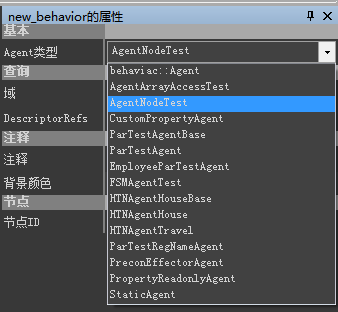 new_behavior的属性
基本
Agent类型
AgentNodeTest
behaviac::Agent
AgentArrayAccessTest
AgentNodeTest
CustomPropertyAgent
ParTestAgentBase
ParTestAgent
EmployeeParTestAgent
FSMAgentTest
HTNAgentHouseBase
HTNAgentHouse
HTNAgentTravel
ParTestRegNameAgent
PreconEffectorAgent
PropertyReadonlyAgent
StaticAgent
查询
域
DescriptorRefs
注释
注释
背景颜色
节点
节点ID